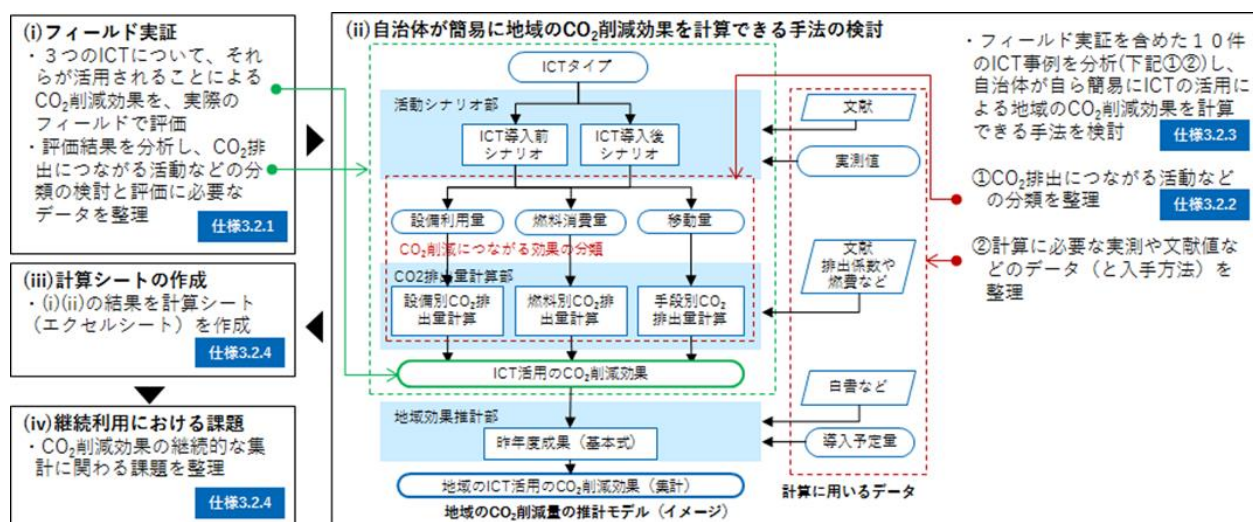 (i)フィールド実証
・３つのICTについて、それ
らが活用されることによる
CO₂削減効果を、実際の
フィールドで評価
・評価結果を分析し、CO₂排
出につながる活動などの分
類の検討と評価に必要な
データを整理
仕様3.2.1
(iii)計算シートの作成
・(i)(ii)の結果を計算シート
（エクセルシート）を作成
仕様3.2.4
(iv)継続利用における課題
・CO₂削減効果の継続的な集
計に関わる課題を整理
仕様3.2.4
(ii)自治体が簡易に地域のCO₂削減効果を計算できる手法の検討
ICTタイプ
活動シナリオ部
ICT導入前
シナリオ
ICT導入後
シナリオ
設備利用量
燃料消費量
移動量
CO₂削減につながる効果の分類
CO2排出量計算部
設備別CO₂排
出量計算
燃料別CO₂排
出量計算
手段別CO₂
排出量計算
ICT活用のCO₂削減効果
地域効果推計部
昨年度成果（基本式）
地域のICT活用のCO₂削減効果（集計）
地域のCO₂削減量の推計モデル（イメージ）
文献
実測値
文献
排出係数や
燃費など
白書など
導入予定量
計算に用いるデータ
・フィールド実証を含めた１０件
のICT事例を分析(下記①②)し、
自治体が自ら簡易にICTの活用に
よる地域のCO₂削減効果を計算
できる手法を検討
仕様3.2.3
①CO₂排出につながる活動など
の分類を整理
仕様3.2.2
②計算に必要な実測や文献値な
どのデータ（と入手方法）を
整理